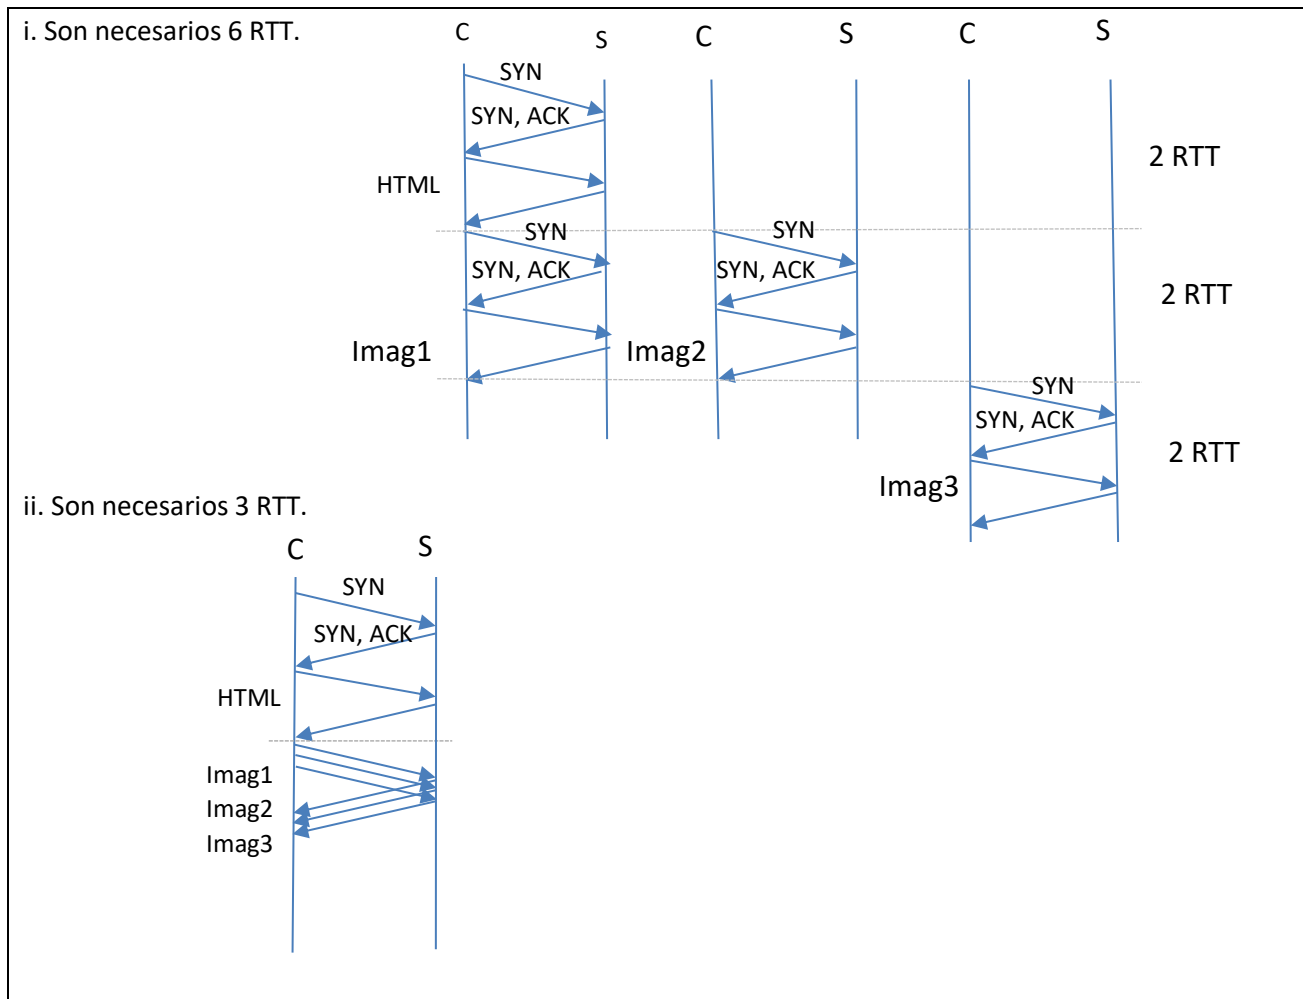 i. Son necesarios 6 RTT.
C S C S C S
SYN
SYN, ACK
2 RTT
HTML
SYN SYN
SYN, ACK SYN, ACK
2 RTT
Imag1 Imag2
SYN
SYN, ACK
2 RTT
Imag3
ii. Son necesarios 3 RTT.
C S
SYN
SYN, ACK
HTML
Imag1
Imag2
Imag3